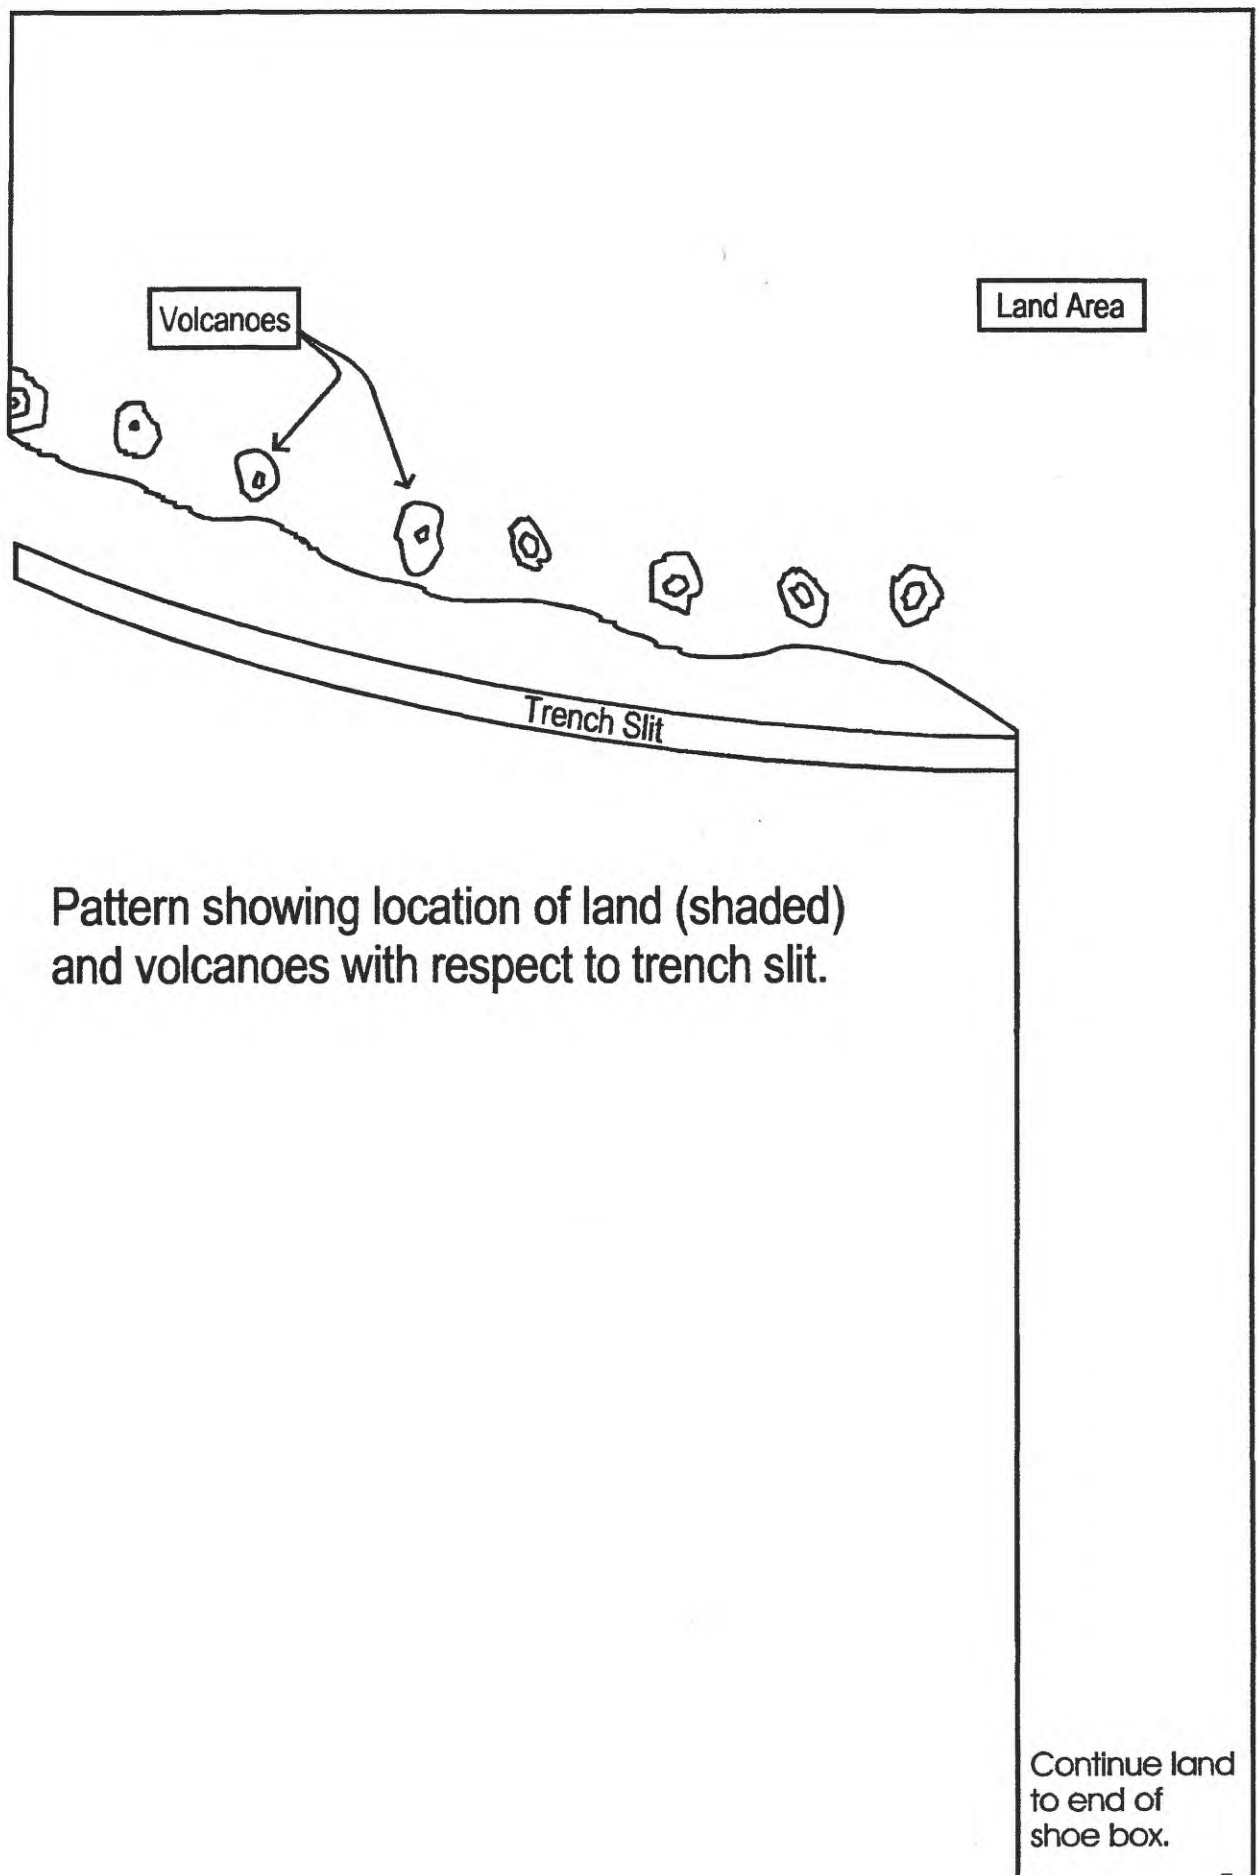 Volcanoes
Land Area
Trench Slit
Pattern showing location of land (shaded)
and volcanoes with respect to trench slit.
Continue land
to end of
shoe box.